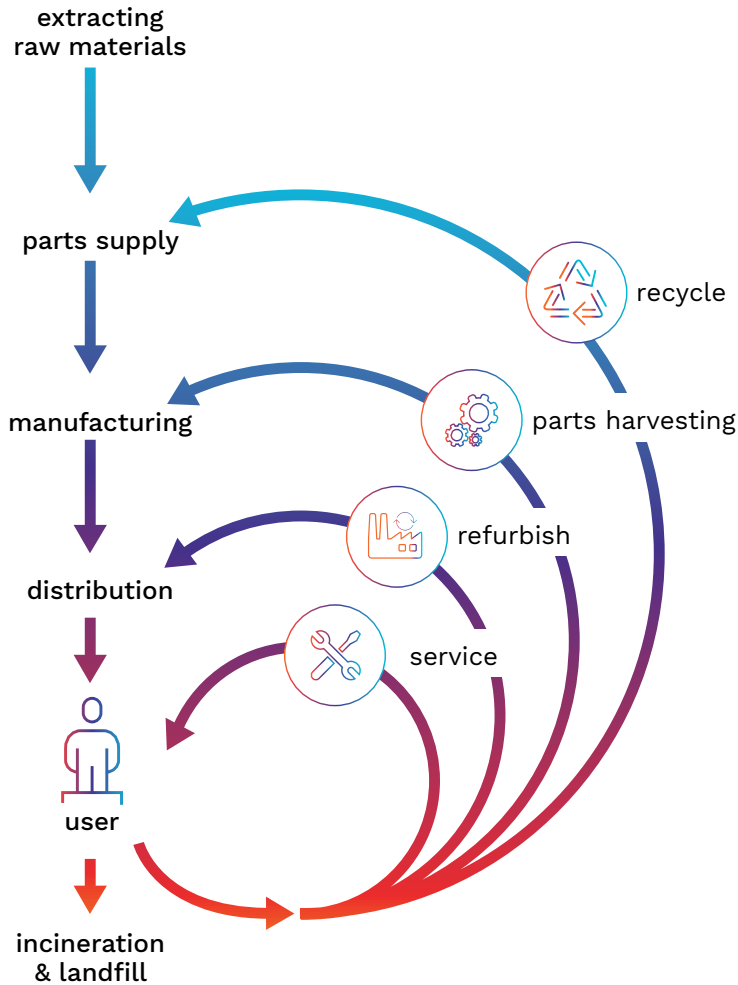 extracting
raw materials
parts supply
recycle
manufacturing
parts harvesting
refurbish
distribution
service
user
incineration
& landfill